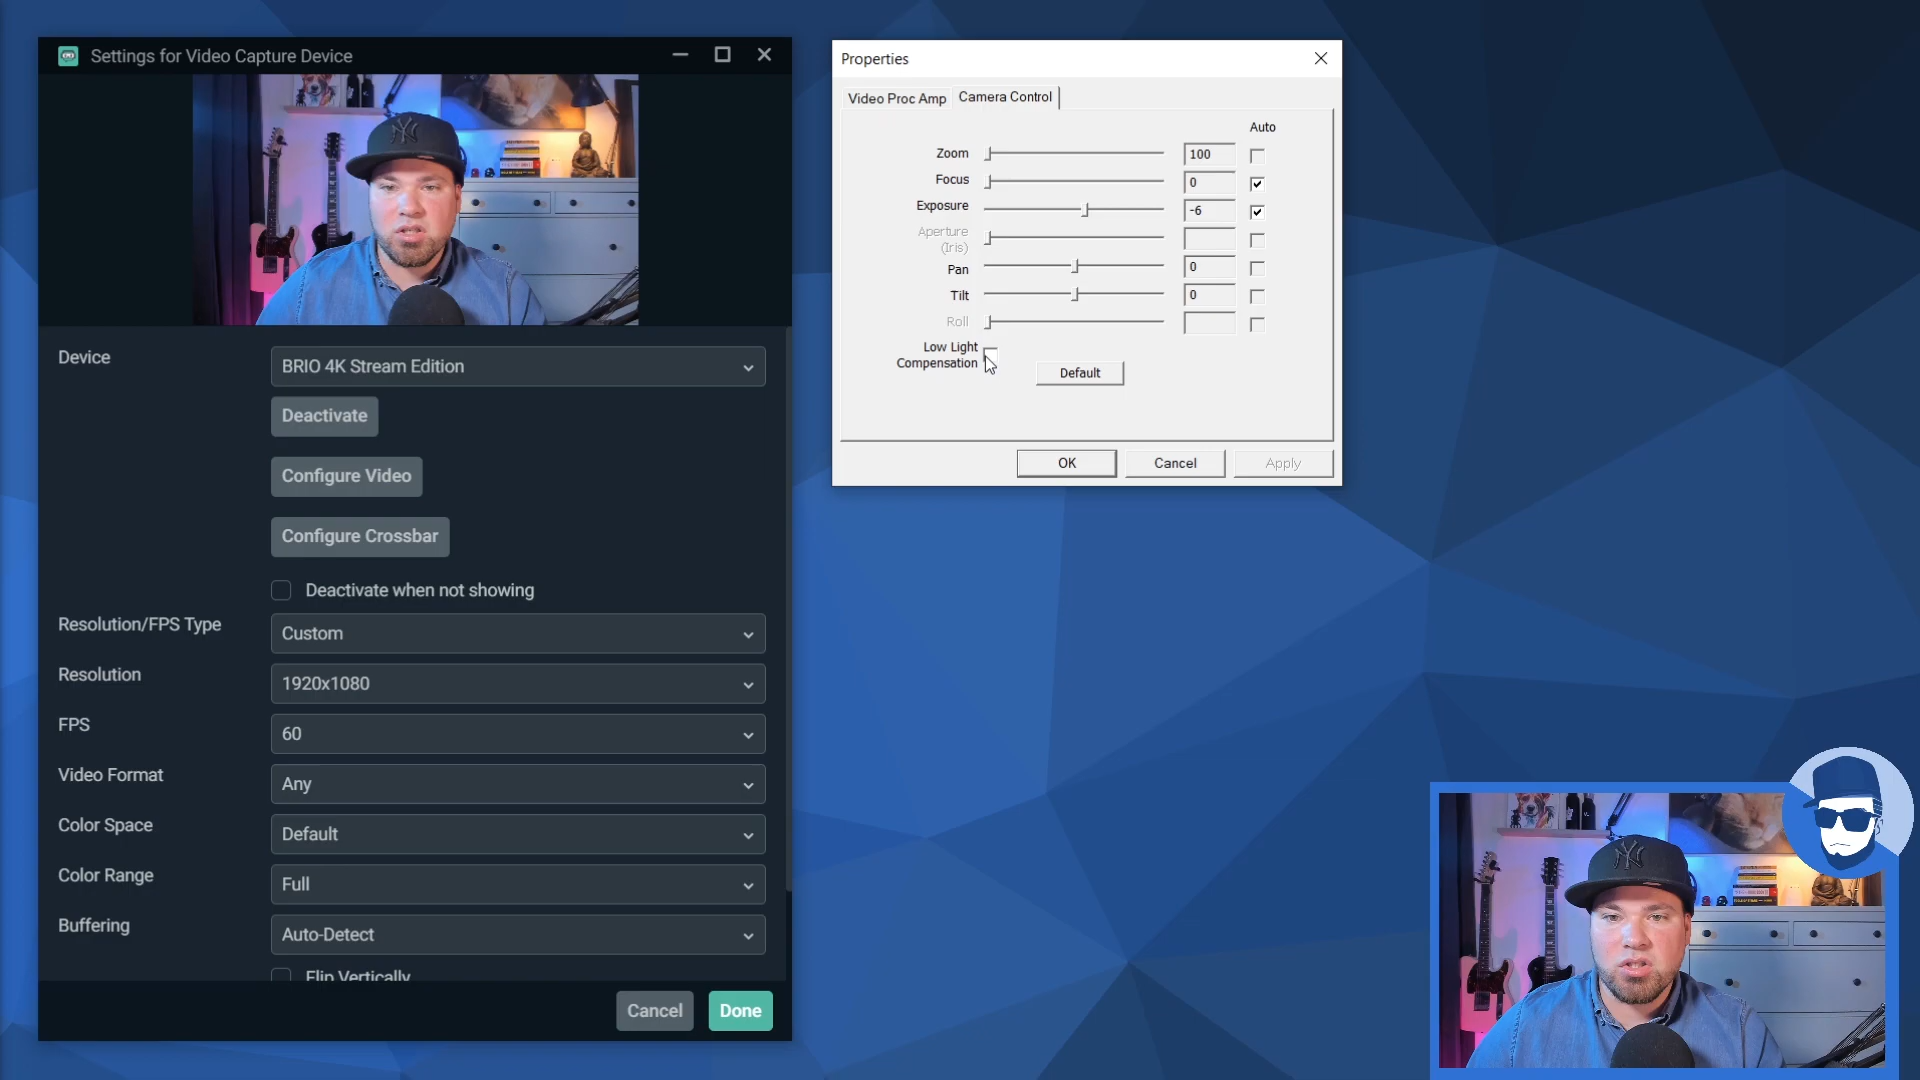 Settings for Video Capture Device
Device
BRIO 4K Stream Edition
Deactivate
Configure Video
Configure Crossbar
Deactivate when not showing
Resolution/FPS Type
Custom
Resolution
1920x1080
FPS
60
Video Format
Any
Color Space
Default
Color Range
Full
Buffering
Auto-Detect
Flip Vertically
Cancel
Done
Properties
Video Proc Amp
Camera Control
Auto
Zoom
100
Focus
0
Exposure
-6
Aperture
(Iris)
Pan
0
Tilt
0
Roll
Low Light
Compensation
Default
OK
Cancel
Apply